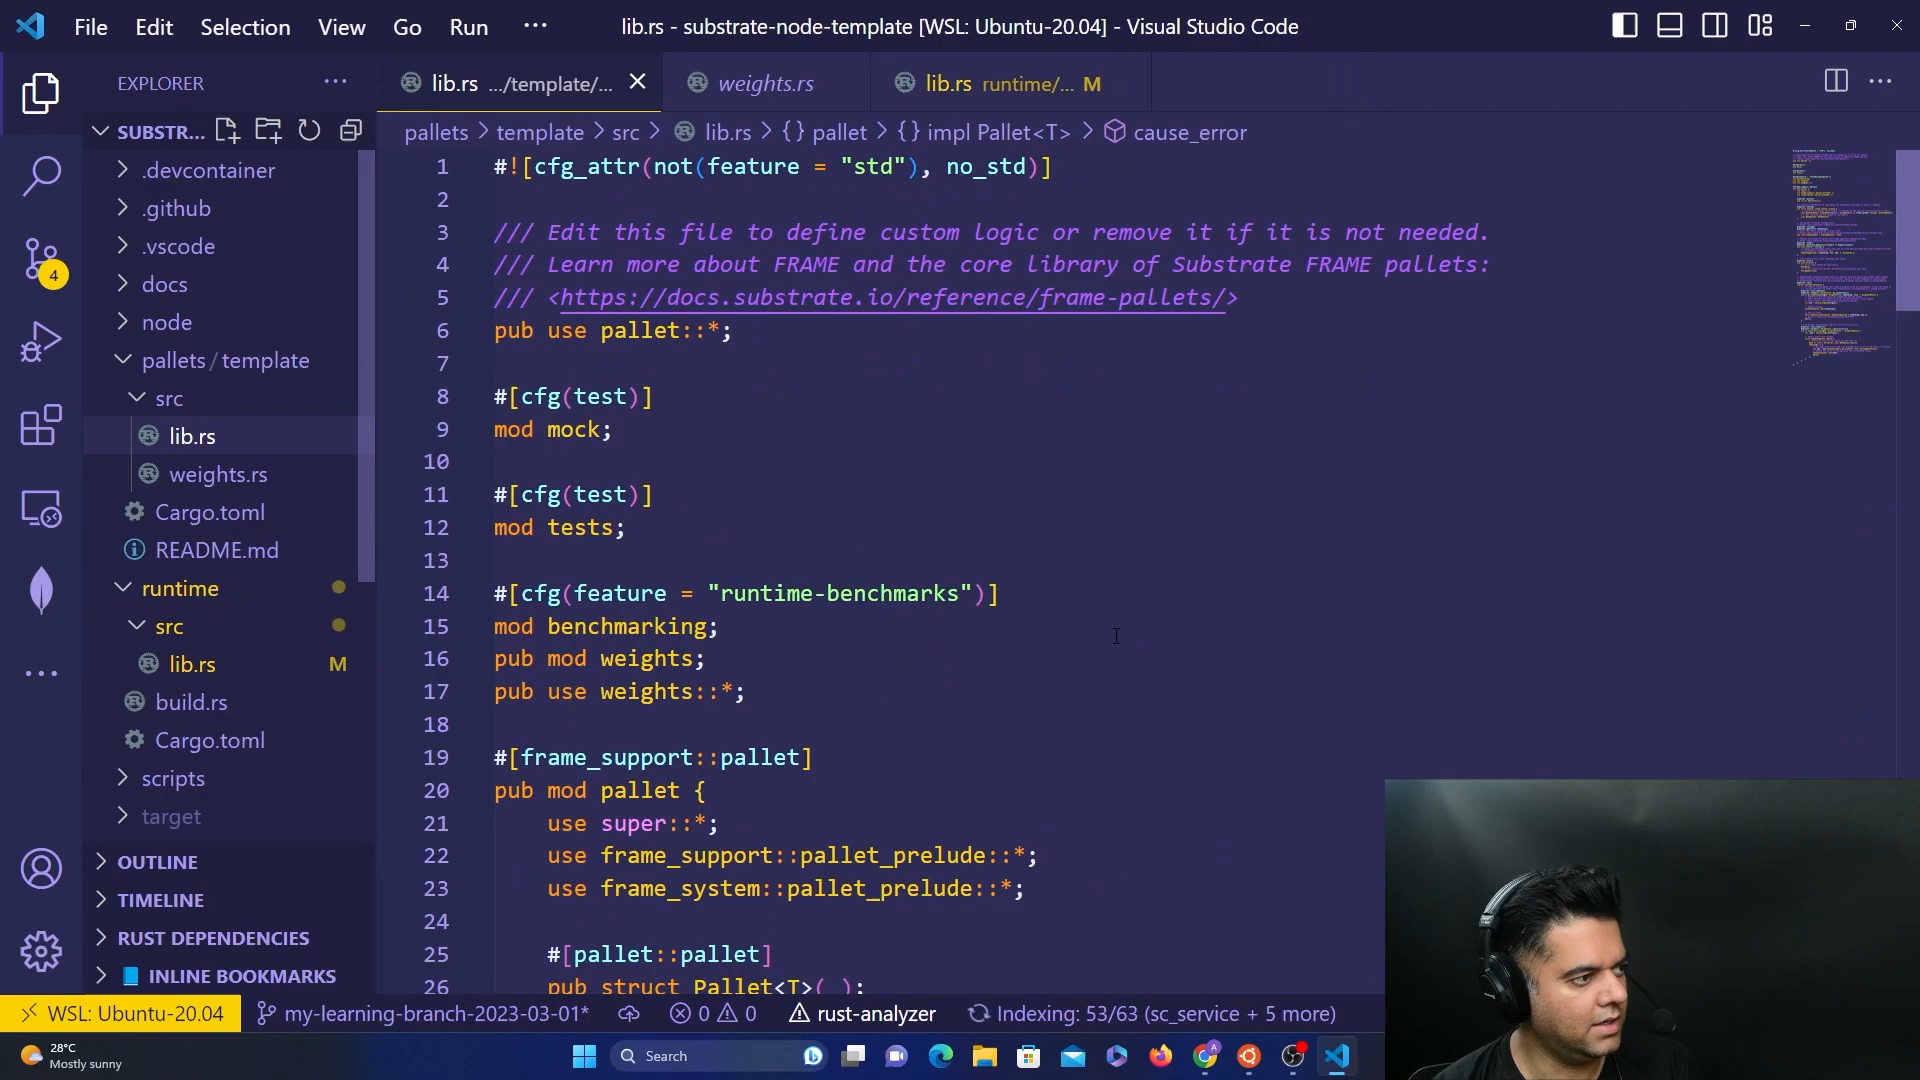 File Edit Selection View Go Run ··· lib.rs - substrate-node-template [WSL: Ubuntu-20.04] - Visual Studio Code
EXPLORER
lib.rs .../template/... weights.rs lib.rs runtime/... M
SUBSTR...
pallets > template > src > lib.rs > {} pallet > {} impl Pallet<T> > cause_error
.devcontainer
.github
.vscode
docs
node
pallets/template
src
lib.rs
weights.rs
Cargo.toml
README.md
runtime
src
lib.rs M
build.rs
Cargo.toml
scripts
target
OUTLINE
TIMELINE
RUST DEPENDENCIES
INLINE BOOKMARKS
4
1 #![cfg_attr(not(feature = "std"), no_std)]
2
3 /// Edit this file to define custom logic or remove it if it is not needed.
4 /// Learn more about FRAME and the core library of Substrate FRAME pallets:
5 /// <https://docs.substrate.io/reference/frame-pallets/>
6 pub use pallet::*;
7
8 #[cfg(test)]
9 mod mock;
10
11 #[cfg(test)]
12 mod tests;
13
14 #[cfg(feature = "runtime-benchmarks")]
15 mod benchmarking;
16 pub mod weights;
17 pub use weights::*;
18
19 #[frame_support::pallet]
20 pub mod pallet {
21 use super::*;
22 use frame_support::pallet_prelude::*;
23 use frame_system::pallet_prelude::*;
24
25 #[pallet::pallet]
26 pub struct Pallet<T>(_);
WSL: Ubuntu-20.04 my-learning-branch-2023-03-01* 0 0 rust-analyzer Indexing: 53/63 (sc_service + 5 more)
28°C
Mostly sunny
Search